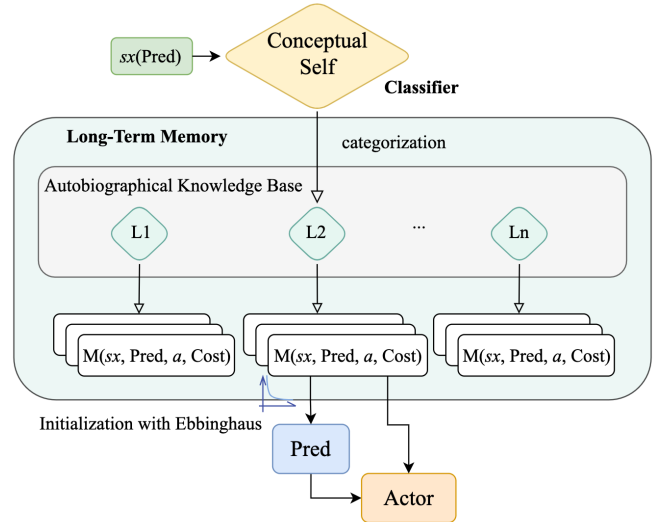 Conceptual
Self
sx(Pred)
Classifier
Long-Term Memory
categorization
Autobiographical Knowledge Base
L1
L2
...
Ln
M(sx, Pred, a, Cost)
M(sx, Pred, a, Cost)
M(sx, Pred, a, Cost)
Initialization with Ebbinghaus
Pred
Actor